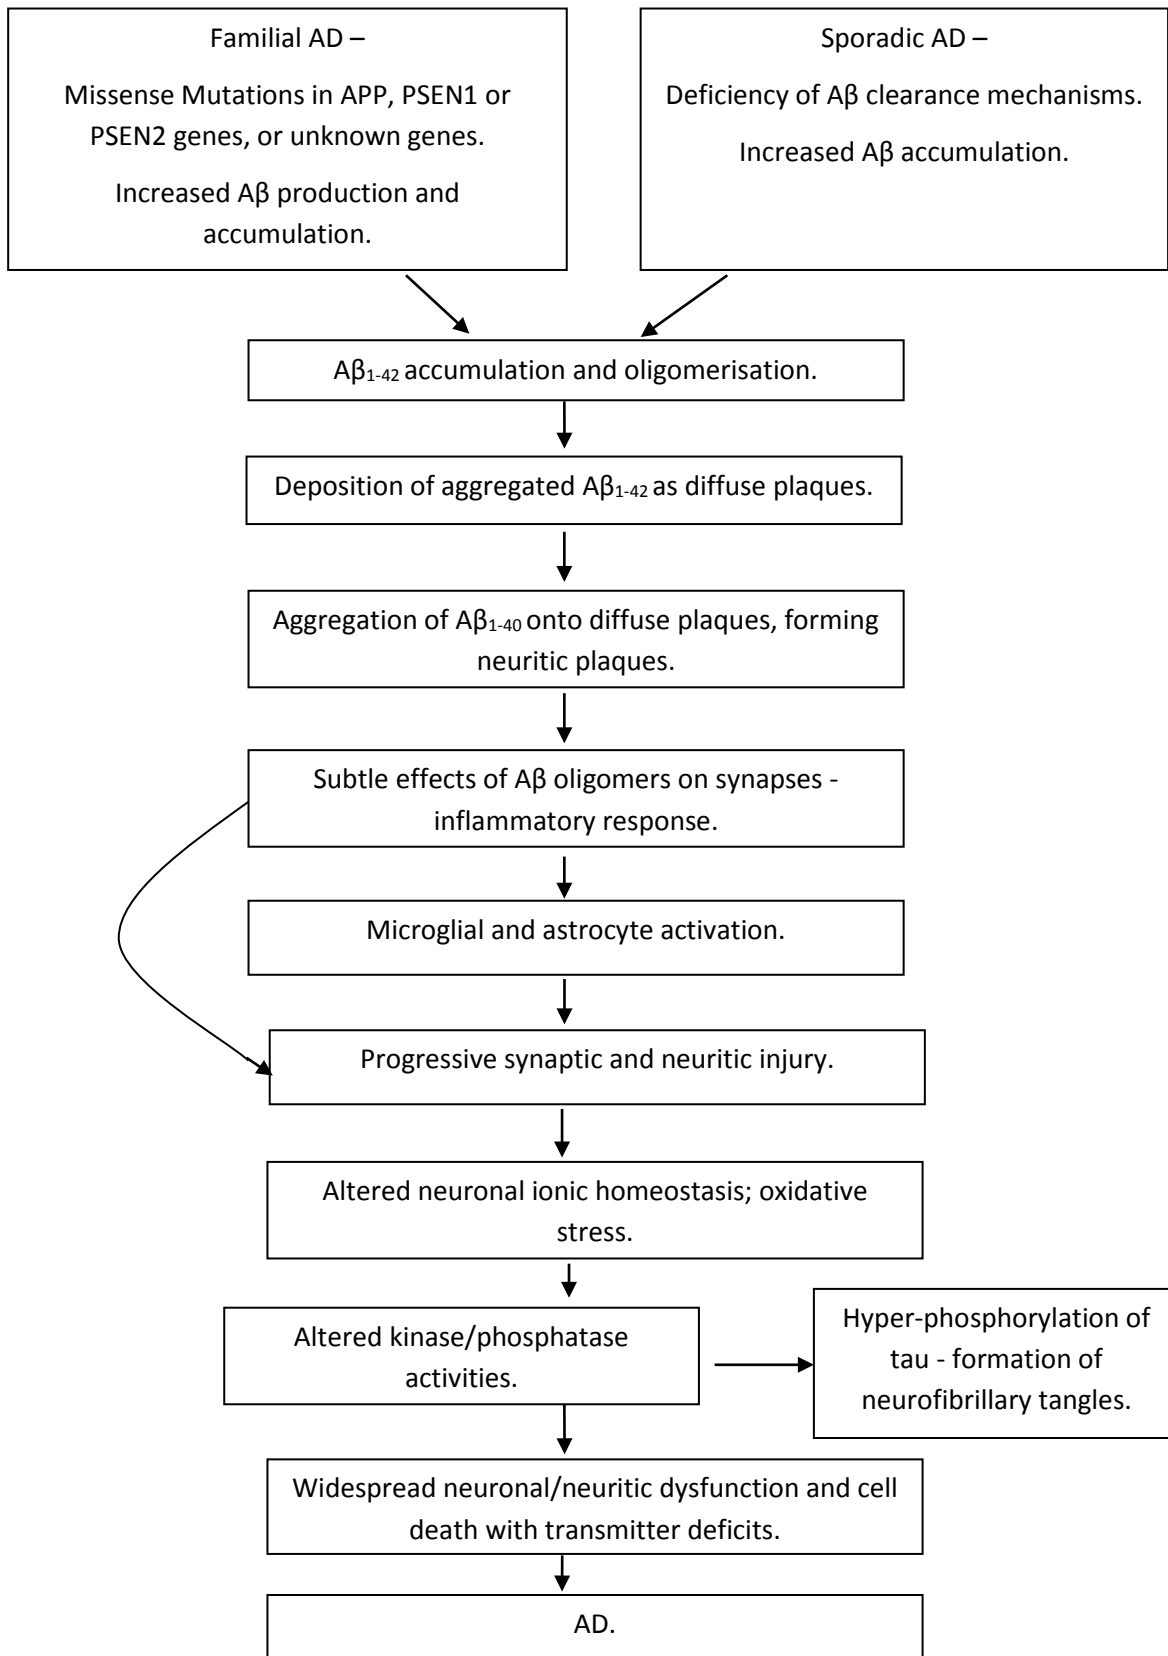 Familial AD –
Missense Mutations in APP, PSEN1 or
PSEN2 genes, or unknown genes.
Increased Aβ production and
accumulation.
Sporadic AD –
Deficiency of Aβ clearance mechanisms.
Increased Aβ accumulation.
Aβ1-42 accumulation and oligomerisation.
Deposition of aggregated Aβ1-42 as diffuse plaques.
Aggregation of Aβ1-40 onto diffuse plaques, forming
neuritic plaques.
Subtle effects of Aβ oligomers on synapses -
inflammatory response.
Microglial and astrocyte activation.
Progressive synaptic and neuritic injury.
Altered neuronal ionic homeostasis; oxidative
stress.
Altered kinase/phosphatase
activities.
Hyper-phosphorylation of
tau - formation of
neurofibrillary tangles.
Widespread neuronal/neuritic dysfunction and cell
death with transmitter deficits.
AD.